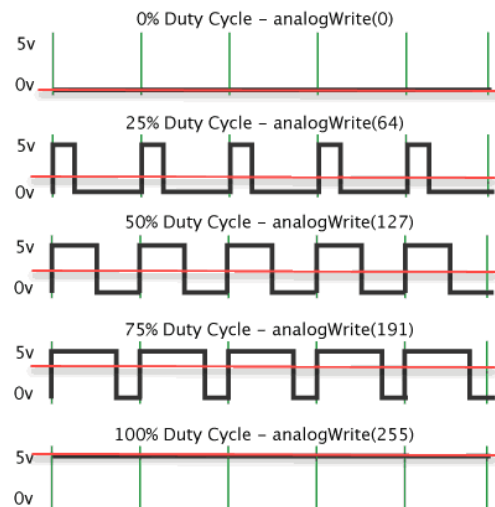 0% Duty Cycle – analogWrite(0)
5v
0v
25% Duty Cycle – analogWrite(64)
5v
0v
50% Duty Cycle – analogWrite(127)
5v
0v
75% Duty Cycle – analogWrite(191)
5v
0v
100% Duty Cycle – analogWrite(255)
5v
0v